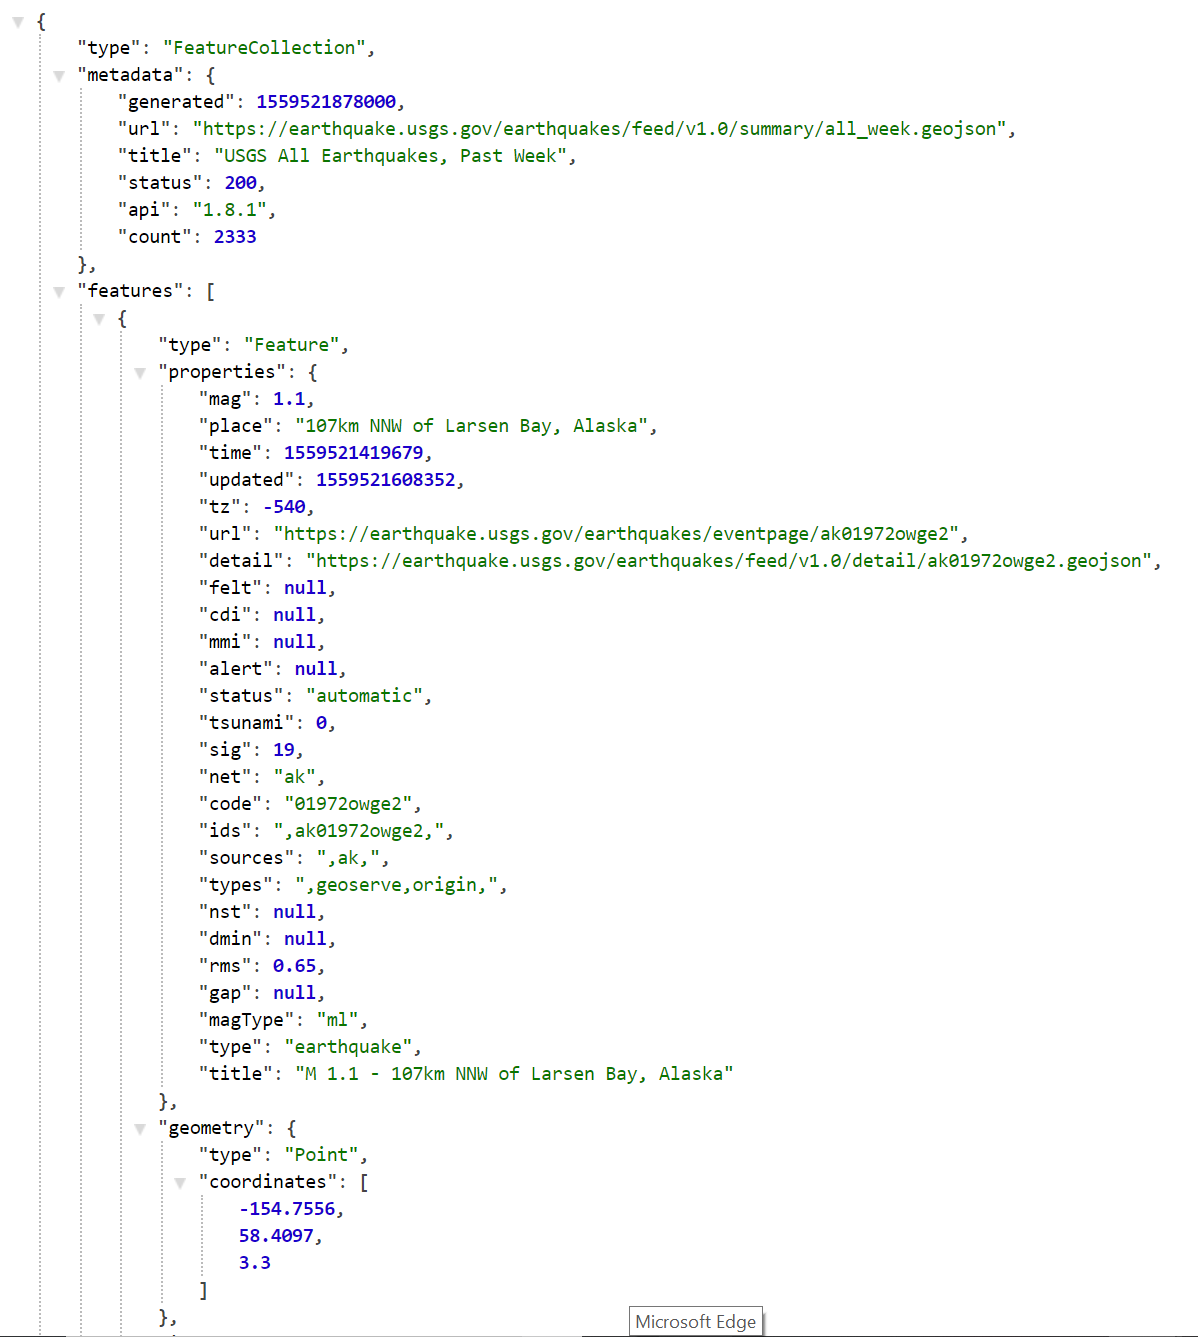 {
"type": "FeatureCollection",
"metadata": {
"generated": 1559521878000,
"url": "https://earthquake.usgs.gov/earthquakes/feed/v1.0/summary/all_week.geojson",
"title": "USGS All Earthquakes, Past Week",
"status": 200,
"api": "1.8.1",
"count": 2333
},
"features": [
{
"type": "Feature",
"properties": {
"mag": 1.1,
"place": "107km NNW of Larsen Bay, Alaska",
"time": 1559521419679,
"updated": 1559521608352,
"tz": -540,
"url": "https://earthquake.usgs.gov/earthquakes/eventpage/ak01972owge2",
"detail": "https://earthquake.usgs.gov/earthquakes/feed/v1.0/detail/ak01972owge2.geojson",
"felt": null,
"cdi": null,
"mmi": null,
"alert": null,
"status": "automatic",
"tsunami": 0,
"sig": 19,
"net": "ak",
"code": "01972owge2",
"ids": ",ak01972owge2,",
"sources": ",ak,",
"types": ",geoserve,origin,",
"nst": null,
"dmin": null,
"rms": 0.65,
"gap": null,
"magType": "ml",
"type": "earthquake",
"title": "M 1.1 - 107km NNW of Larsen Bay, Alaska"
},
"geometry": {
"type": "Point",
"coordinates": [
-154.7556,
58.4097,
3.3
]
},
Microsoft Edge